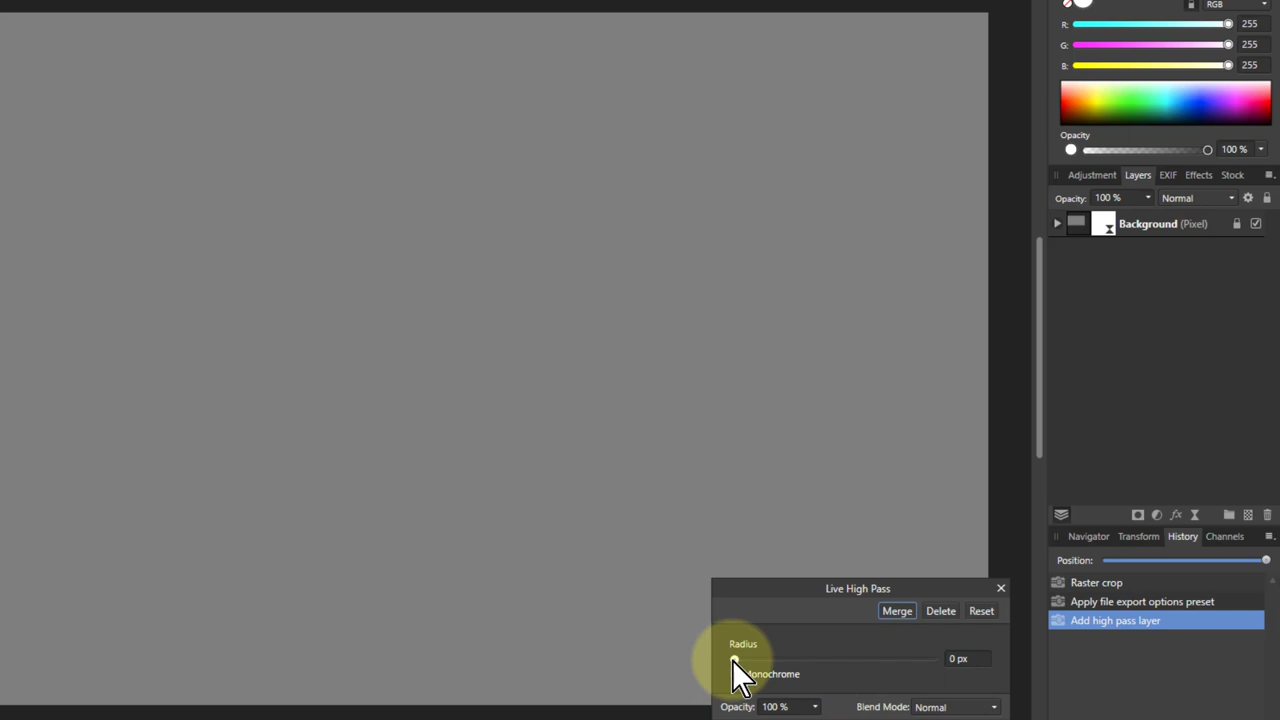 RGB
R: 255
G: 255
B: 255
Opacity
100 %
Adjustment Layers EXIF Effects Stock
Opacity: 100 % Normal
Background (Pixel)
Navigator Transform History Channels
Position:
Raster crop
Apply file export options preset
Add high pass layer
Live High Pass
Merge Delete Reset
Radius
0 px
Monochrome
Opacity: 100 % Blend Mode: Normal